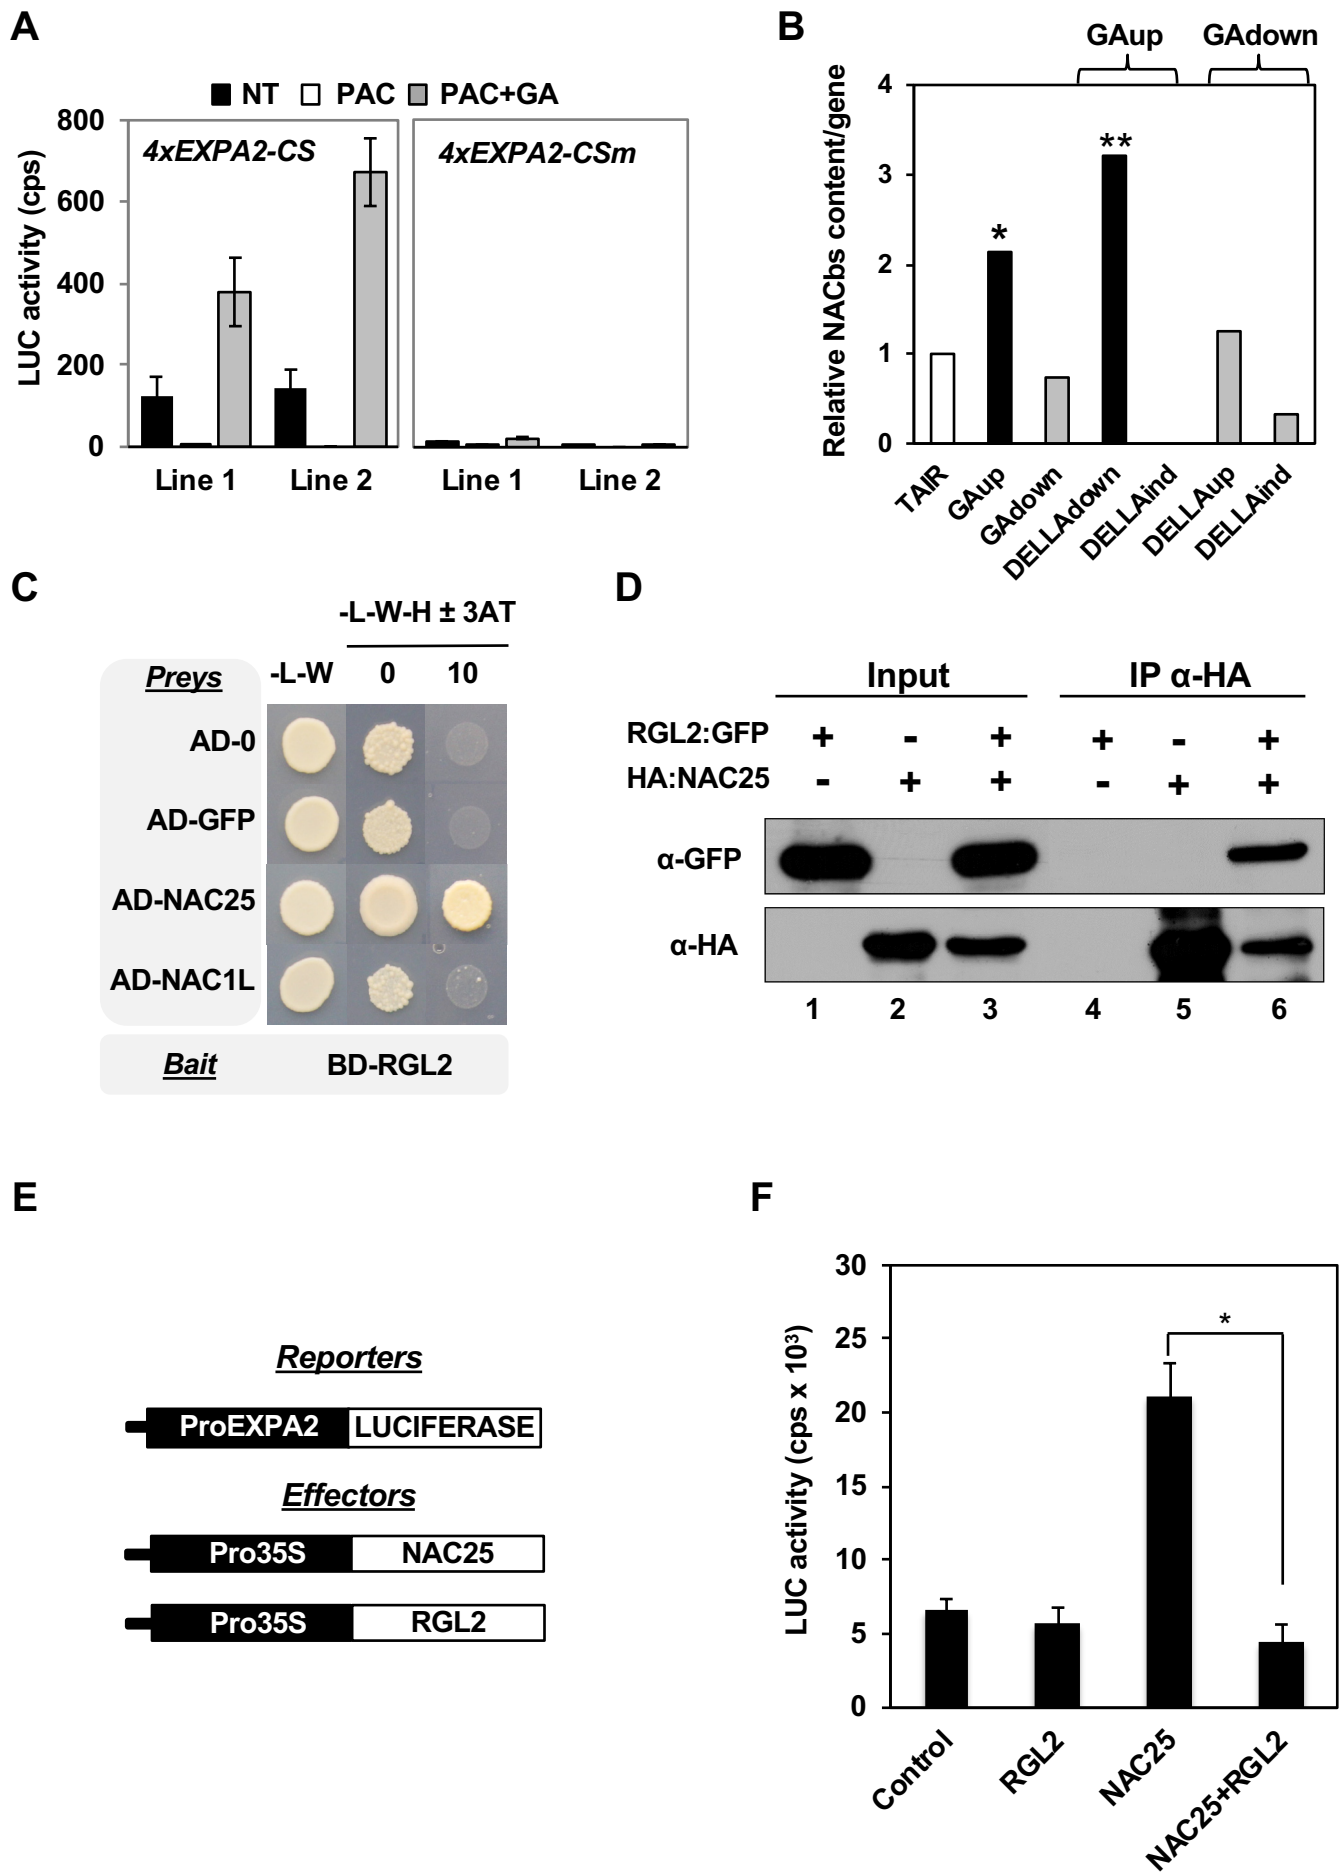 A
NT PAC PAC+GA
LUC activity (cps)
800
600
400
200
0
4xEXPA2-CS
4xEXPA2-CSm
Line 1 Line 2 Line 1 Line 2
B
GAup GAdown
Relative NACbs content/gene
4
3
2
1
0
*
**
TAIR
GAup
GAdown
DELLAdown
DELLAind
DELLAup
DELLAind
C
-L-W-H ± 3AT
Preys -L-W 0 10
AD-0
AD-GFP
AD-NAC25
AD-NAC1L
Bait BD-RGL2
D
Input IP α-HA
RGL2:GFP + - + + - +
HA:NAC25 - + + - + +
α-GFP
α-HA
1 2 3 4 5 6
E
Reporters
ProEXPA2 LUCIFERASE
Effectors
Pro35S NAC25
Pro35S RGL2
F
LUC activity (cps x 10³)
30
25
20
15
10
5
0
*
Control
RGL2
NAC25
NAC25+RGL2